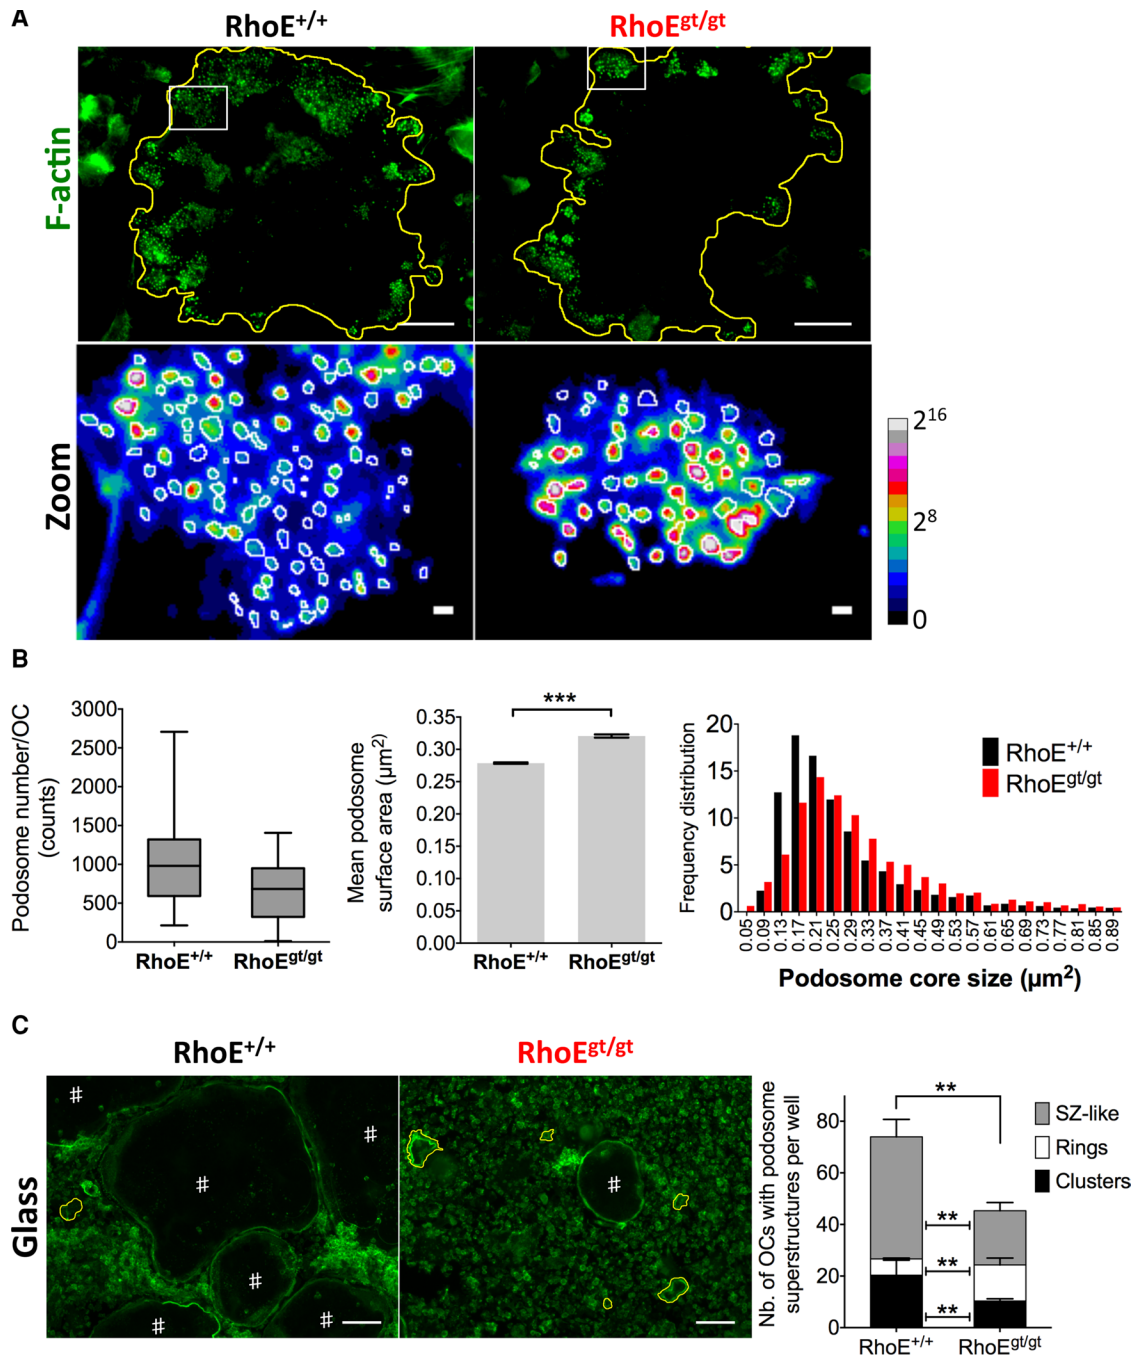 A
RhoE+/+
RhoEgt/gt
F-actin
Zoom
2^16
2^8
0
B
Podosome number/OC
(counts)
3000
2500
2000
1500
1000
500
0
RhoE+/+
RhoEgt/gt
Mean podosome
surface area (µm2)
0.35
0.30
0.25
0.20
0.15
0.10
0.05
0.00
***
RhoE+/+
RhoEgt/gt
Frequency distribution
20
15
10
5
0
RhoE+/+
RhoEgt/gt
0.05 0.09 0.13 0.17 0.21 0.25 0.29 0.33 0.37 0.41 0.45 0.49 0.53 0.57 0.61 0.65 0.69 0.73 0.77 0.81 0.85 0.89
Podosome core size (µm2)
C
RhoE+/+
RhoEgt/gt
Glass
#
#
#
#
#
#
#
Nb. of OCs with podosome
superstructures per well
80
60
40
20
0
**
**
**
**
SZ-like
Rings
Clusters
RhoE+/+
RhoEgt/gt